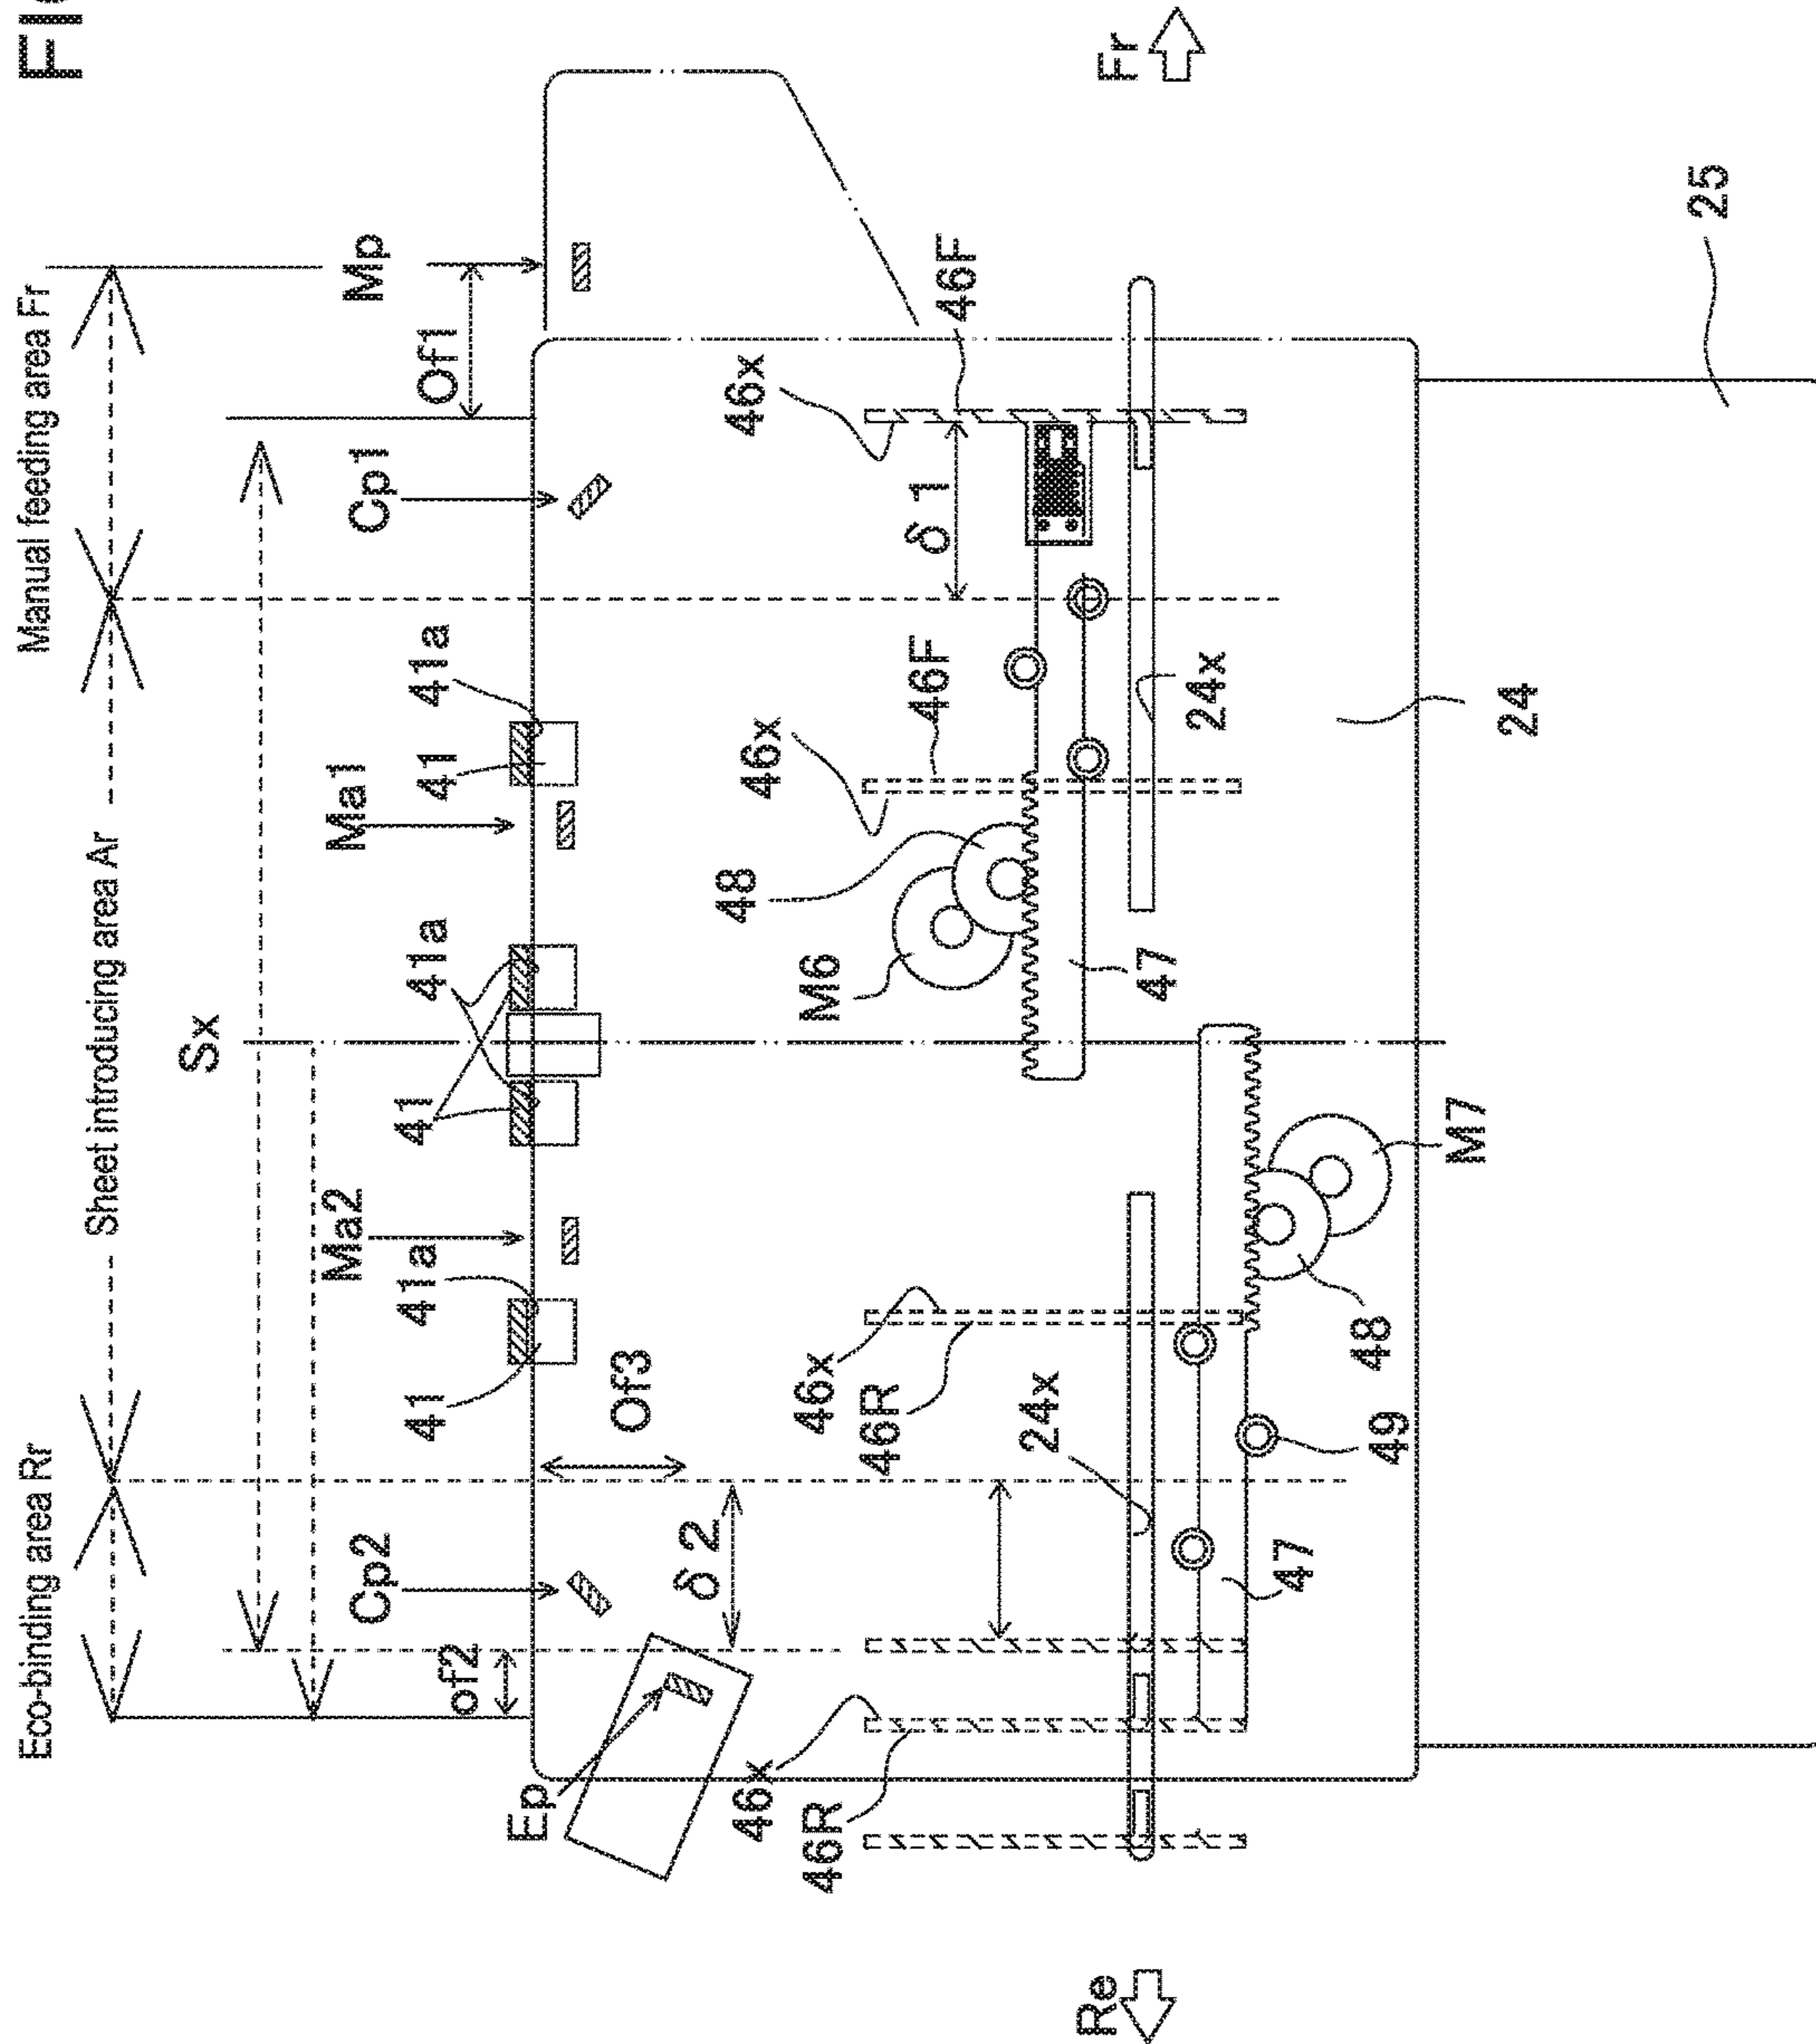 Eco-binding area Rr
Manual feeding area Fr
Sheet introducing area Ar
Sx
Cp2
Ma2
Ma1
Cp1
Mp
of2
41
41a
41
41a
41
41a
Of1
Ep
Of3
δ 2
46x
48
46x
46x
46R
46x
M6
46R
46F
δ 1
46F
24x
Re
Fr
47
24x
47
48
49
M7
24
25